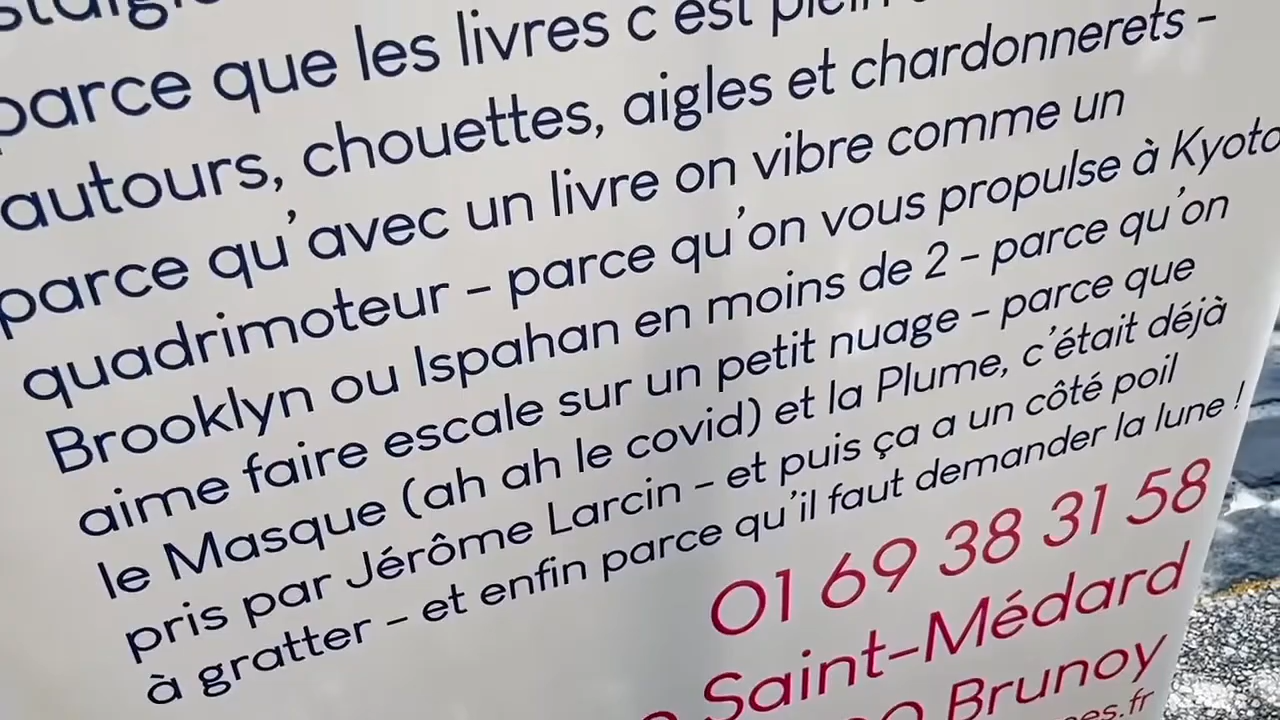 parce que les livres c'est plein
autours, chouettes, aigles et chardonnerets -
parce qu'avec un livre on vibre comme un
quadrimoteur - parce qu'on vous propulse à Kyoto
Brooklyn ou Ispahan en moins de 2 - parce qu'on
aime faire escale sur un petit nuage - parce que
le Masque (ah ah le covid) et la Plume, c'était déjà
pris par Jérôme Larcin - et puis ça a un côté poil
à gratter - et enfin parce qu'il faut demander la lune !
01 69 38 31 58
Saint-Médard
Brunoy